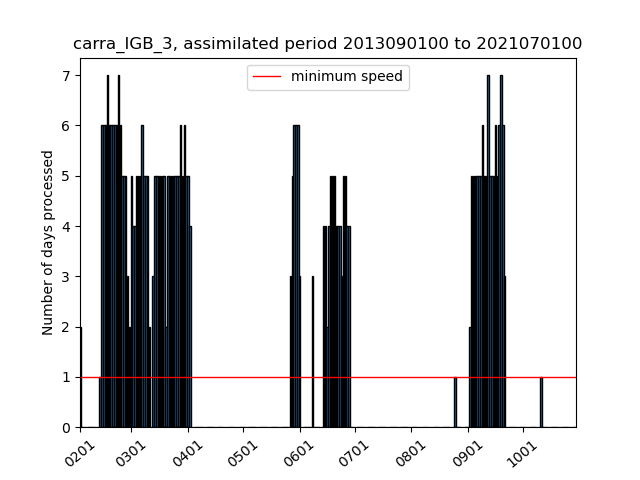 carra_IGB_3, assimilated period 2013090100 to 2021070100
minimum speed
Number of days processed
7
6
5
4
3
2
1
0
0201 0301 0401 0501 0601 0701 0801 0901 1001